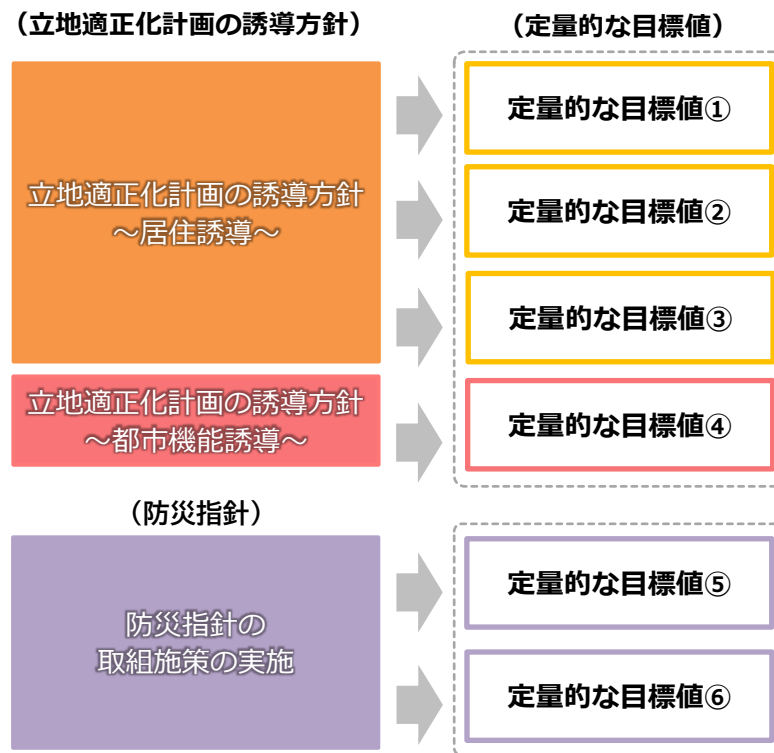 （立地適正化計画の誘導方針）
（定量的な目標値）
立地適正化計画の誘導方針
～居住誘導～
定量的な目標値①
定量的な目標値②
定量的な目標値③
立地適正化計画の誘導方針
～都市機能誘導～
定量的な目標値④
（防災指針）
防災指針の
取組施策の実施
定量的な目標値⑤
定量的な目標値⑥